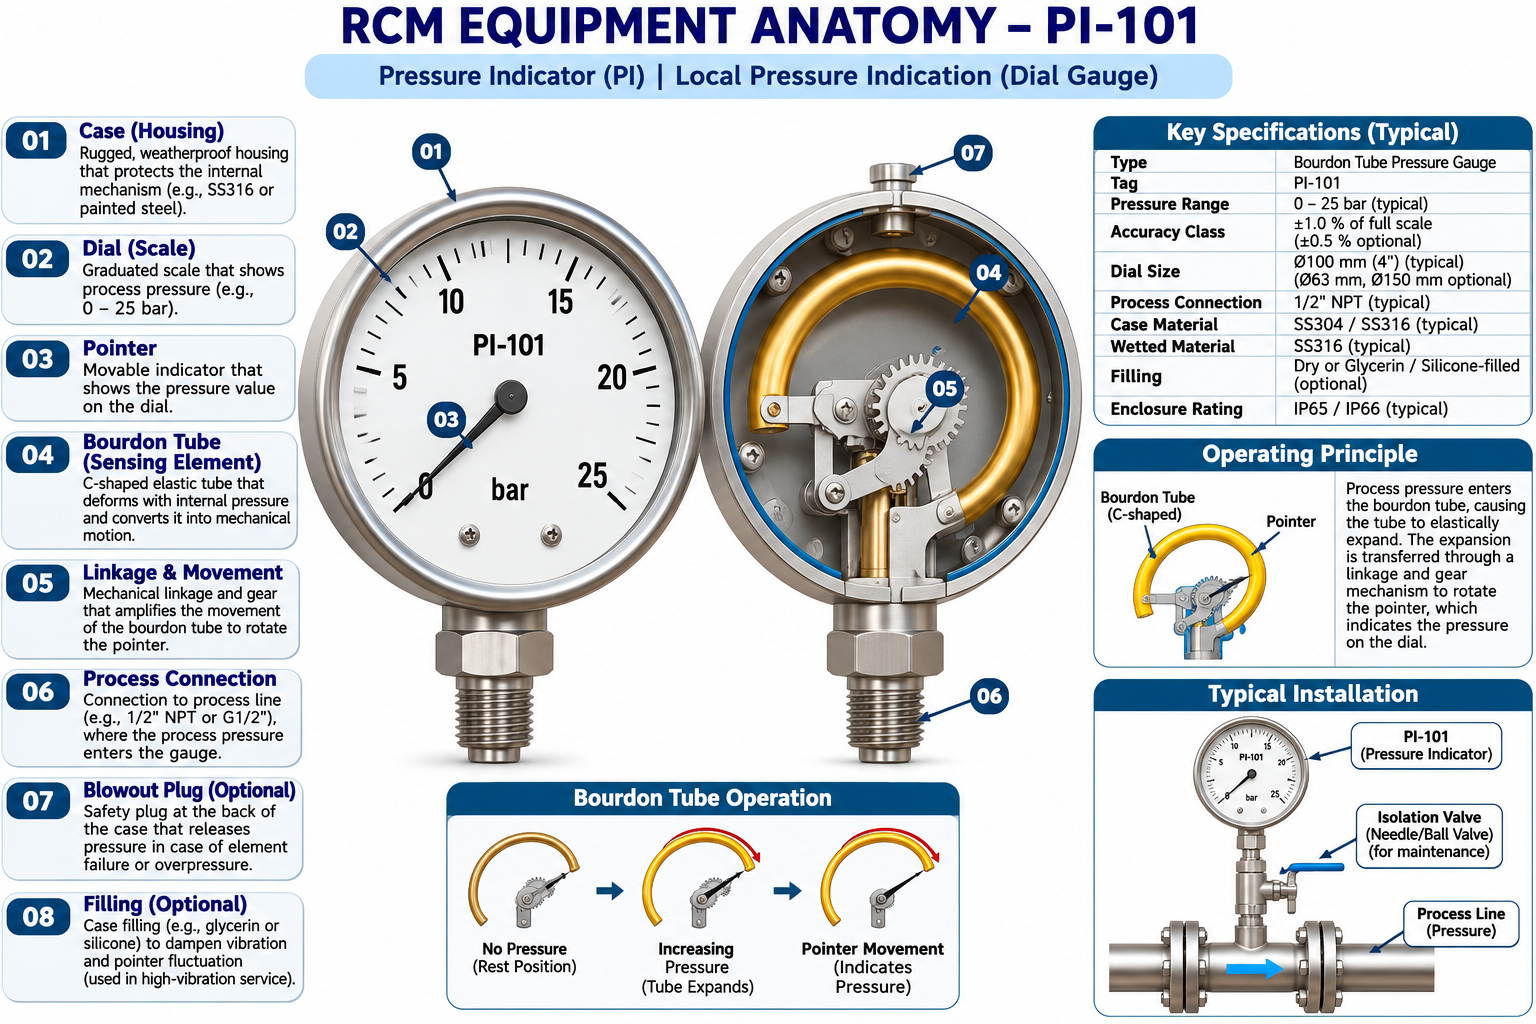 RCM EQUIPMENT ANATOMY – PI-101
Pressure Indicator (PI) | Local Pressure Indication (Dial Gauge)
01
Case (Housing)
Rugged, weatherproof housing
that protects the internal
mechanism (e.g., SS316 or
painted steel).
02
Dial (Scale)
Graduated scale that shows
process pressure (e.g.,
0 – 25 bar).
03
Pointer
Movable indicator that
shows the pressure value
on the dial.
04
Bourdon Tube
(Sensing Element)
C-shaped elastic tube that
deforms with internal pressure
and converts it into mechanical
motion.
05
Linkage & Movement
Mechanical linkage and gear
that amplifies the movement
of the bourdon tube to rotate
the pointer.
06
Process Connection
Connection to process line
(e.g., 1/2" NPT or G1/2"),
where the process pressure
enters the gauge.
07
Blowout Plug (Optional)
Safety plug at the back of
the case that releases
pressure in case of element
failure or overpressure.
08
Filling (Optional)
Case filling (e.g., glycerin or
silicone) to dampen vibration
and pointer fluctuation
(used in high-vibration service).
01
02
03
0
5
10
15
20
25
PI-101
bar
07
04
05
06
Bourdon Tube Operation
No Pressure
(Rest Position)
Increasing
Pressure
(Tube Expands)
Pointer Movement
(Indicates
Pressure)
Key Specifications (Typical)
Type Bourdon Tube Pressure Gauge
Tag PI-101
Pressure Range 0 – 25 bar (typical)
Accuracy Class ±1.0 % of full scale
(±0.5 % optional)
Dial Size Ø100 mm (4") (typical)
(Ø63 mm, Ø150 mm optional)
Process Connection 1/2" NPT (typical)
Case Material SS304 / SS316 (typical)
Wetted Material SS316 (typical)
Filling Dry or Glycerin / Silicone-filled
(optional)
Enclosure Rating IP65 / IP66 (typical)
Operating Principle
Bourdon Tube
(C-shaped)
Pointer
Process pressure enters
the bourdon tube, causing
the tube to elastically
expand. The expansion
is transferred through a
linkage and gear
mechanism to rotate
the pointer, which
indicates the pressure
on the dial.
Typical Installation
0
5
10
15
20
25
PI-101
bar
PI-101
(Pressure Indicator)
Isolation Valve
(Needle/Ball Valve)
(for maintenance)
Process Line
(Pressure)